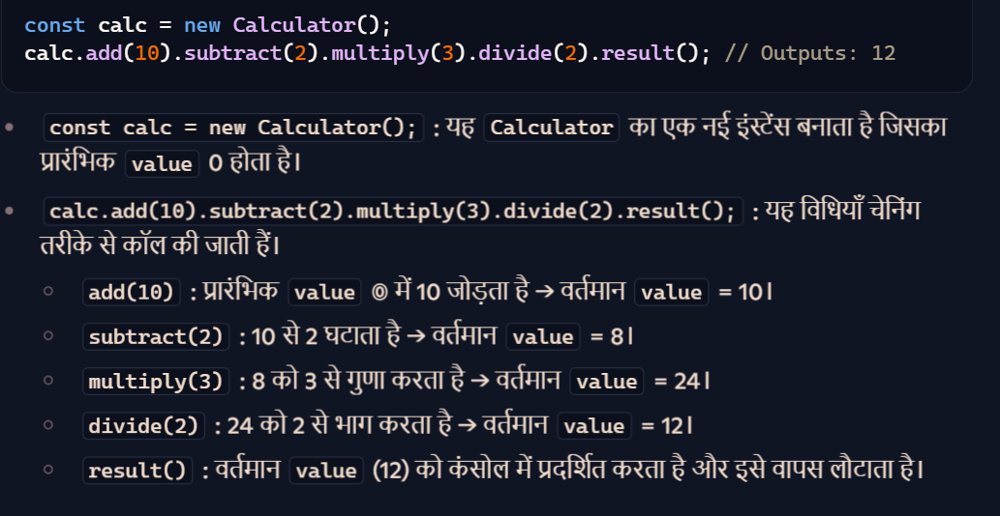 const calc = new Calculator();
calc.add(10).subtract(2).multiply(3).divide(2).result(); // Outputs: 12
const calc = new Calculator(); : यह Calculator का एक नई इंस्टेंस बनाता है जिसका
प्रारंभिक value 0 होता है।
calc.add(10).subtract(2).multiply(3).divide(2).result(); : यह विधियाँ चेनिंग
तरीके से कॉल की जाती हैं।
add(10) : प्रारंभिक value @ में 10 जोड़ता है → वर्तमान value = 10।
subtract(2) : 10 से 2 घटाता है → वर्तमान value = 8।
multiply(3) : 8 को 3 से गुणा करता है → वर्तमान value = 24।
divide(2) : 24 को 2 से भाग करता है → वर्तमान value = 12।
result() : वर्तमान value (12) को कंसोल में प्रदर्शित करता है और इसे वापस लौटाता है।